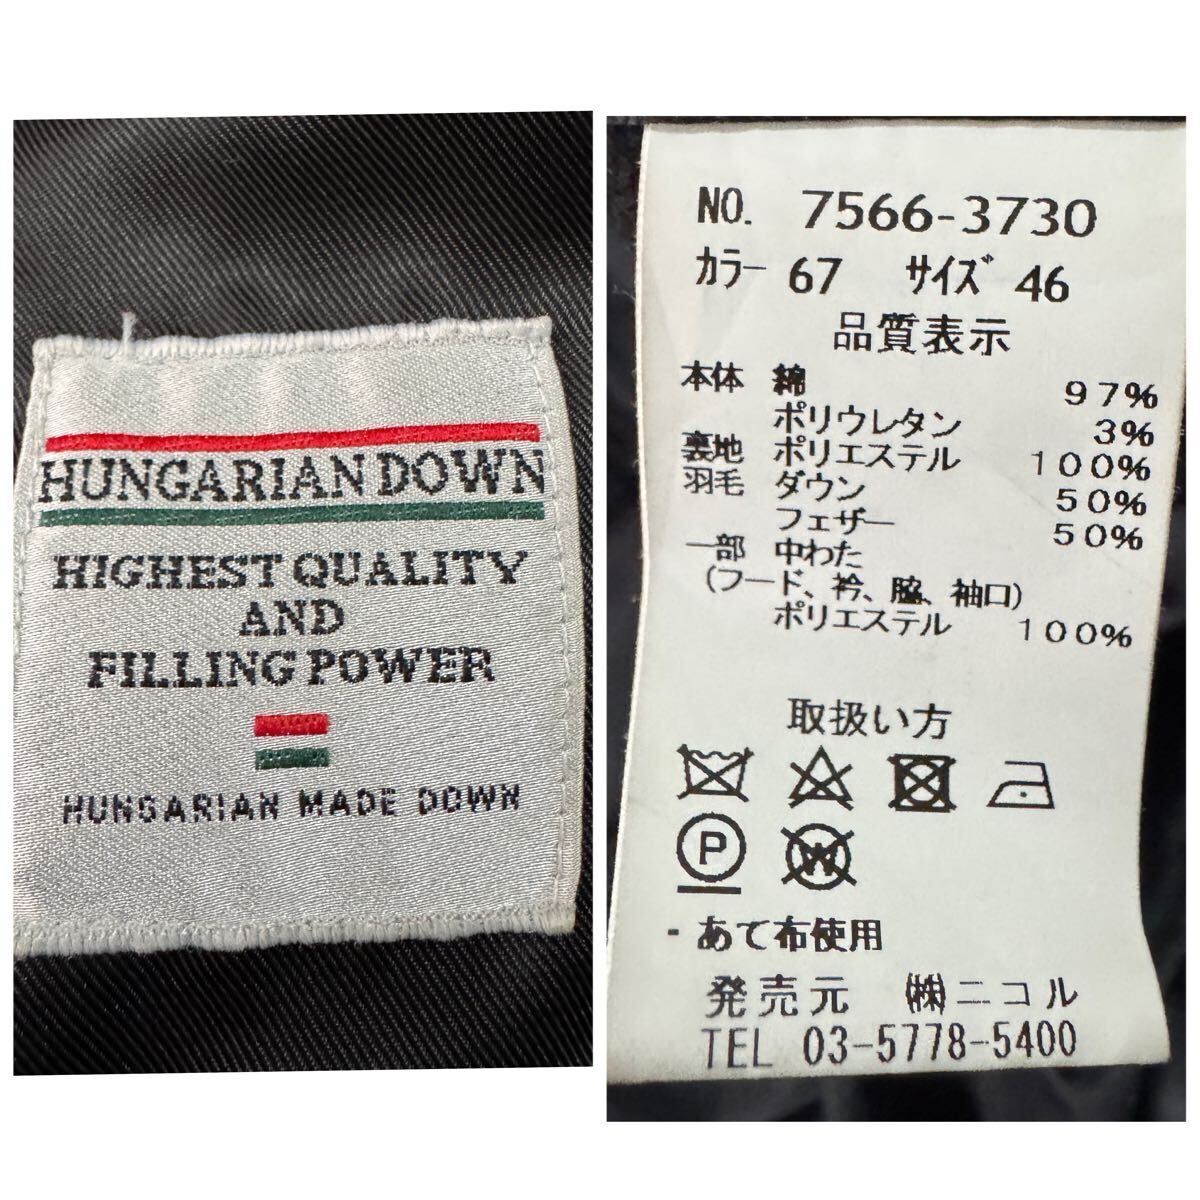 HUNGARIAN DOWN
HIGHEST QUALITY
AND
FILLING POWER
HUNGARIAN MADE DOWN
NO. 7566-3730
カラー 67 サイズ 46
品質表示
本体 綿 97%
ポリウレタン 3%
裏地 ポリエステル 100%
羽毛 ダウン 50%
フェザー 50%
一部 中わた
(フード、衿、脇、袖口)
ポリエステル 100%
取扱い方
P W
・あて布使用
発売元 ㈱ニコル
TEL 03-5778-5400